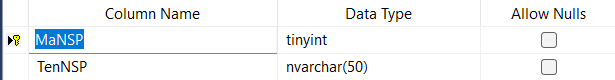 Column Name Data Type Allow Nulls
MaNSP tinyint
TenNSP nvarchar(50)